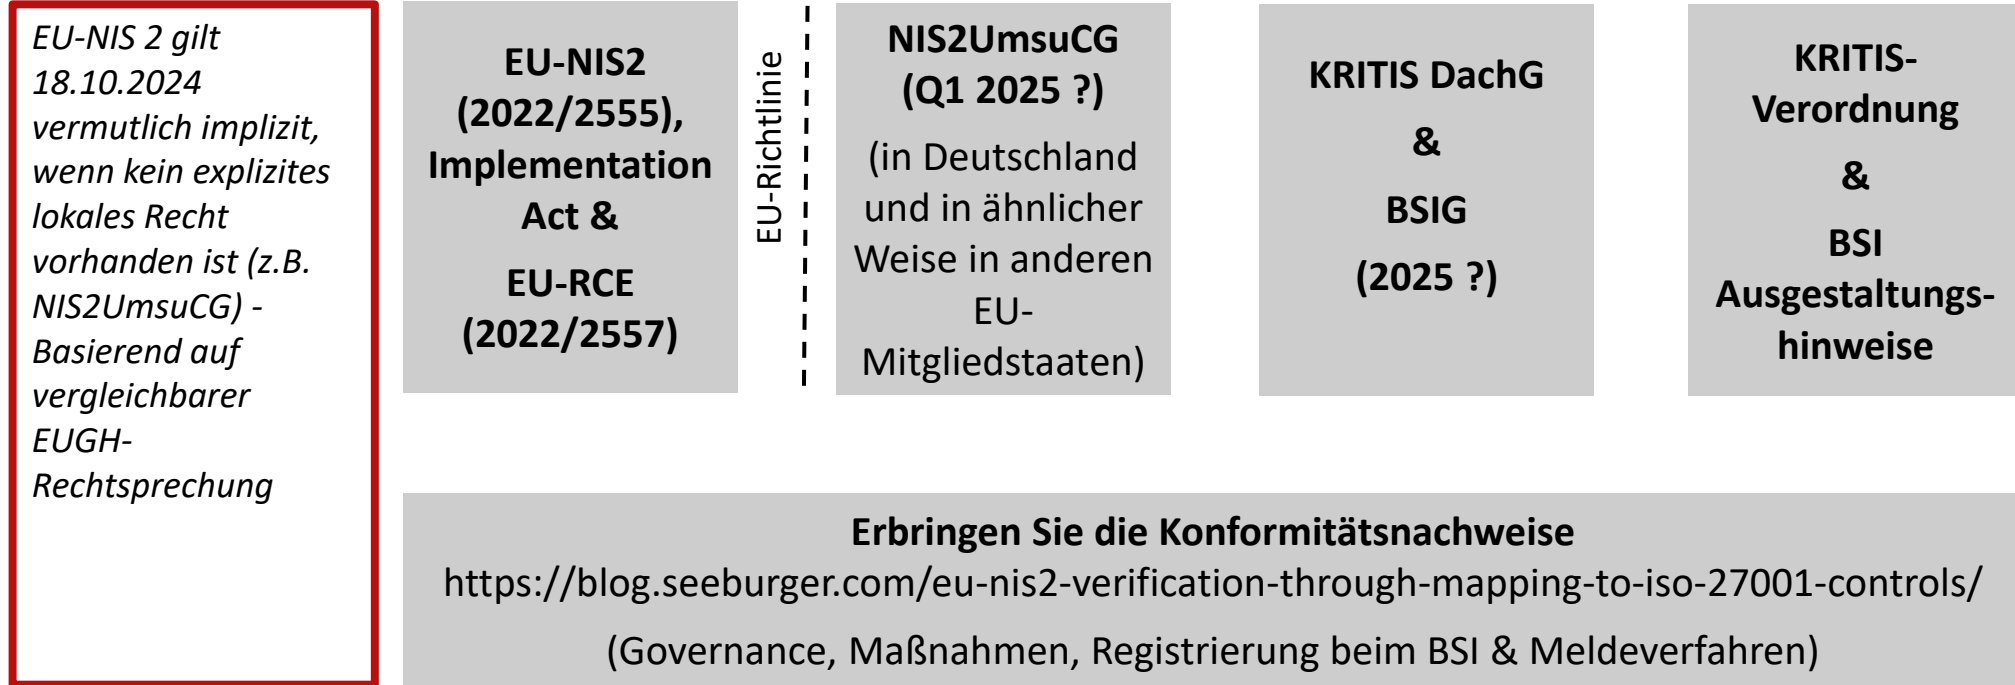 EU-NIS 2 gilt
18.10.2024
vermutlich implizit,
wenn kein explizites
lokales Recht
vorhanden ist (z.B.
NIS2UmsuCG) -
Basierend auf
vergleichbarer
EUGH-
Rechtsprechung
EU-NIS2
(2022/2555),
Implementation
Act &
EU-RCE
(2022/2557)
EU-Richtlinie
NIS2UmsuCG
(Q1 2025 ?)
(in Deutschland
und in ähnlicher
Weise in anderen
EU-
Mitgliedstaaten)
KRITIS DachG
&
BSIG
(2025 ?)
KRITIS-
Verordnung
&
BSI
Ausgestaltungs-
hinweise
Erbringen Sie die Konformitätsnachweise
https://blog.seeburger.com/eu-nis2-verification-through-mapping-to-iso-27001-controls/
(Governance, Maßnahmen, Registrierung beim BSI & Meldeverfahren)